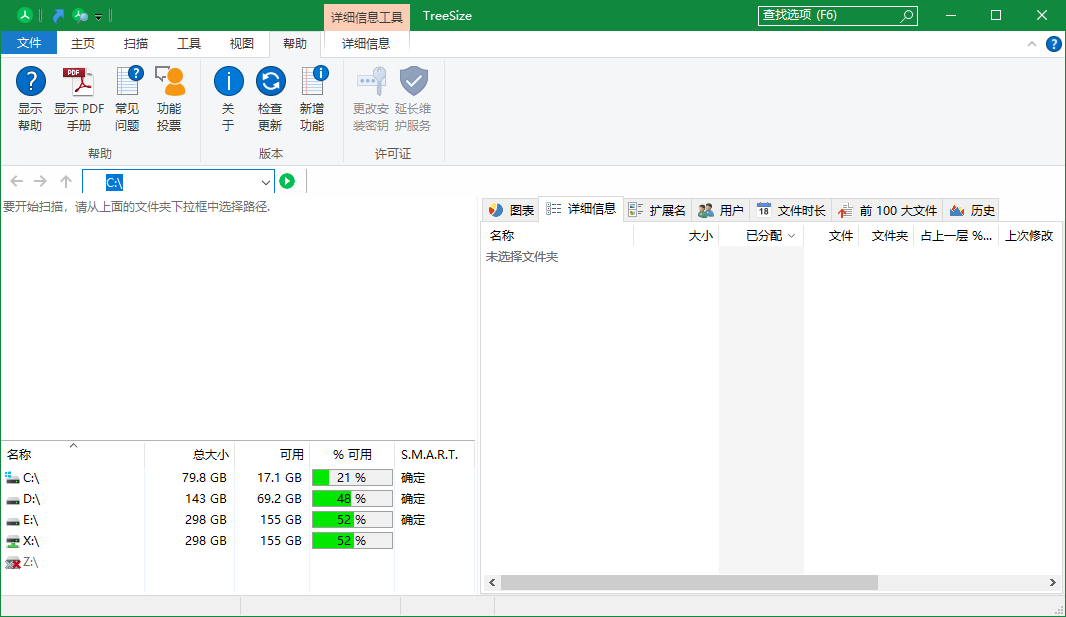 详细信息工具
TreeSize
查找选项 (F6)
文件 主页 扫描 工具 视图 帮助 详细信息
显示
帮助
显示 PDF
手册
常见
问题
功能
投票
关
于
检查
更新
新增
功能
更改安
装密钥
延长维
护服务
帮助 版本 许可证
C:\
要开始扫描，请从上面的文件夹下拉框中选择路径.
图表 详细信息 扩展名 用户 18 文件时长 前 100 大文件 历史
名称 大小 已分配 文件 文件夹 占上一层 %... 上次修改
未选择文件夹
名称 总大小 可用 % 可用 S.M.A.R.T.
C:\ 79.8 GB 17.1 GB 21 % 确定
D:\ 143 GB 69.2 GB 48 % 确定
E:\ 298 GB 155 GB 52 % 确定
X:\ 298 GB 155 GB 52 %
Z:\